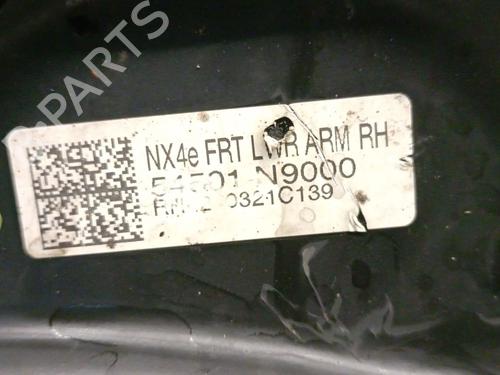 PARTS
NX4e FRT LWR ARM RH
54501-N9000
0321C139